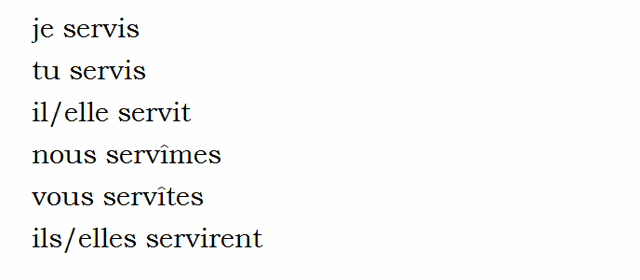 je servis
tu servis
il/elle servit
nous servîmes
vous servîtes
ils/elles servirent